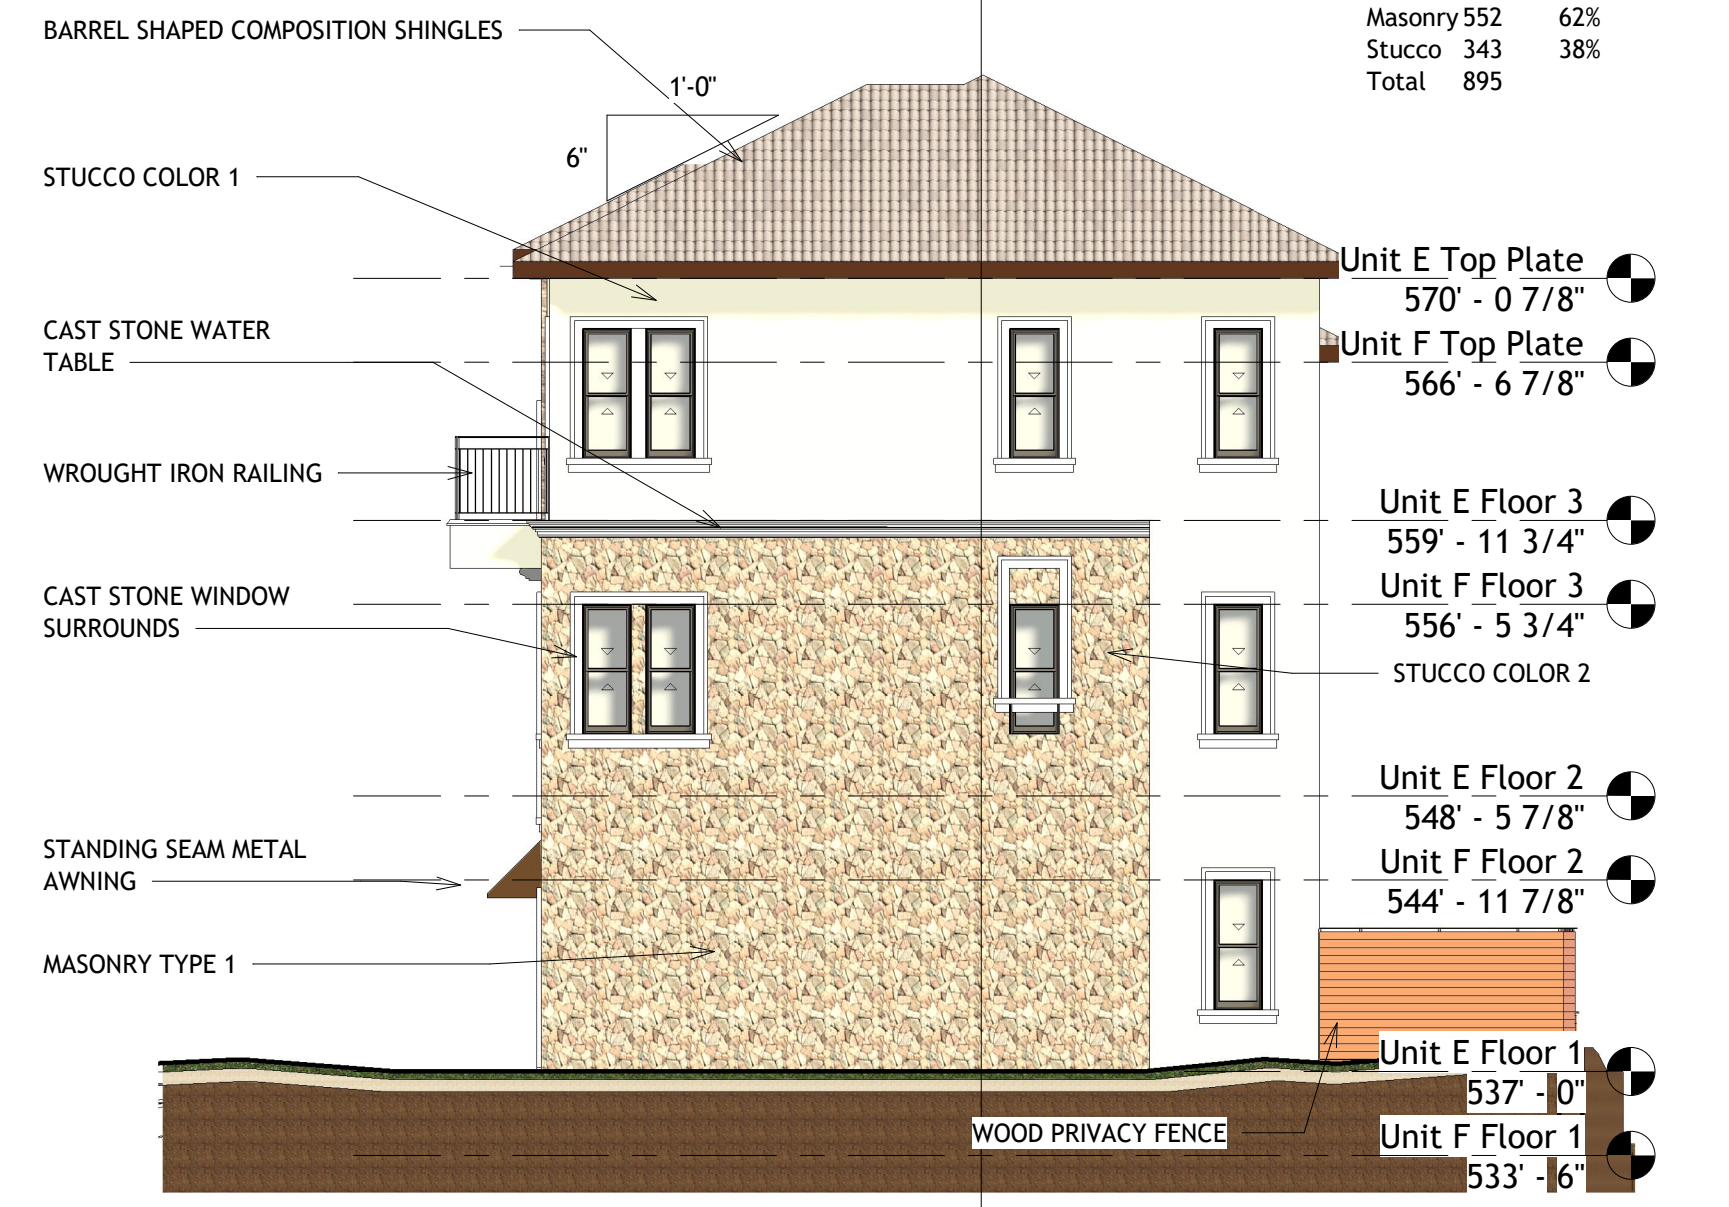 Masonry 552 62%
Stucco 343 38%
Total 895
BARREL SHAPED COMPOSITION SHINGLES
1'-0"
6"
STUCCO COLOR 1
Unit E Top Plate
570' - 0 7/8"
CAST STONE WATER
TABLE
Unit F Top Plate
566' - 6 7/8"
WROUGHT IRON RAILING
Unit E Floor 3
559' - 11 3/4"
CAST STONE WINDOW
SURROUNDS
Unit F Floor 3
556' - 5 3/4"
STUCCO COLOR 2
Unit E Floor 2
548' - 5 7/8"
STANDING SEAM METAL
AWNING
Unit F Floor 2
544' - 11 7/8"
MASONRY TYPE 1
Unit E Floor 1
537' - 0"
WOOD PRIVACY FENCE
Unit F Floor 1
533' - 6"